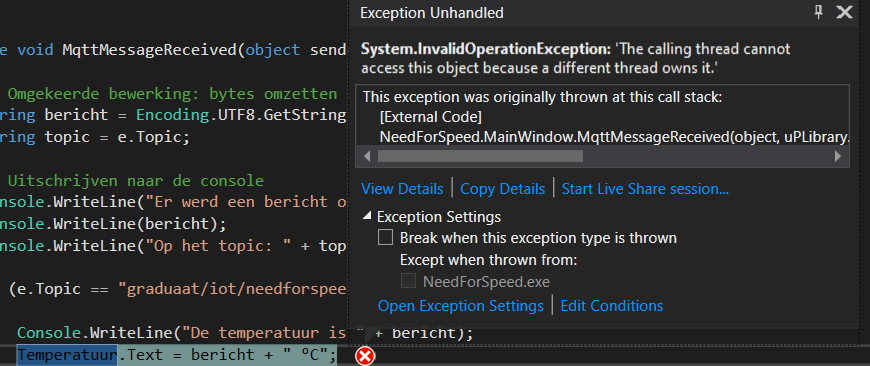 Exception Unhandled
System.InvalidOperationException: 'The calling thread cannot
access this object because a different thread owns it.'
This exception was originally thrown at this call stack:
[External Code]
NeedForSpeed.MainWindow.MqttMessageReceived(object, uPLibrary.
View Details | Copy Details | Start Live Share session...
Exception Settings
Break when this exception type is thrown
Except when thrown from:
NeedForSpeed.exe
Open Exception Settings | Edit Conditions
e void MqttMessageReceived(object send
Omgekeerde bewerking: bytes omzetten
ring bericht = Encoding.UTF8.GetString
ring topic = e.Topic;
Uitschrijven naar de console
nsole.WriteLine("Er werd een bericht o
nsole.WriteLine(bericht);
nsole.WriteLine("Op het topic: " + top
(e.Topic == "graduaat/iot/needforspee
Console.WriteLine("De temperatuur is " + bericht);
Temperatuur.Text = bericht + " ºC";